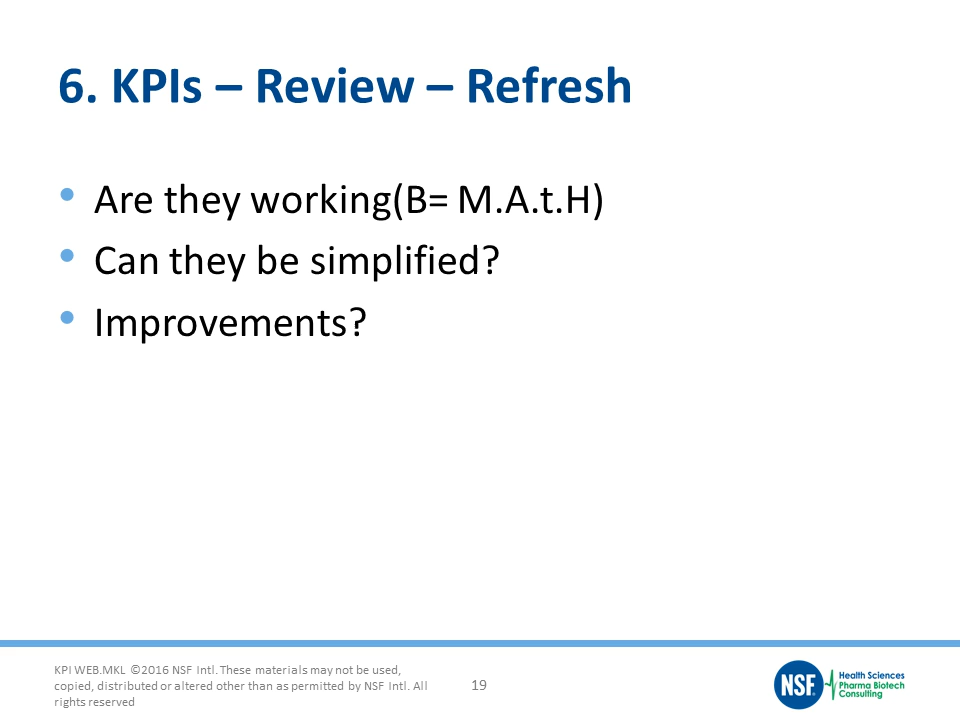 6. KPIs – Review – Refresh
• Are they working(B= M.A.t.H)
• Can they be simplified?
• Improvements?
KPI WEB.MKL ©2016 NSF Intl. These materials may not be used,
copied, distributed or altered other than as permitted by NSF Intl. All
rights reserved
19
NSF
Health Sciences
Pharma Biotech
Consulting